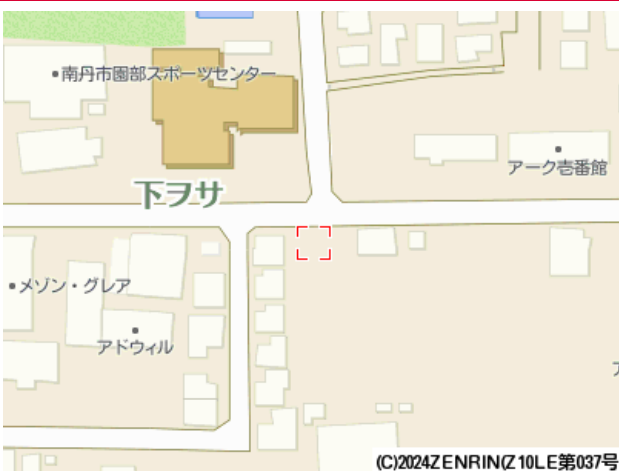 南丹市園部スポーツセンター
アーク壱番館
下ヲサ
メゾン・グレア
アドウィル
(C)2024ZENRIN(Z10LE第037号